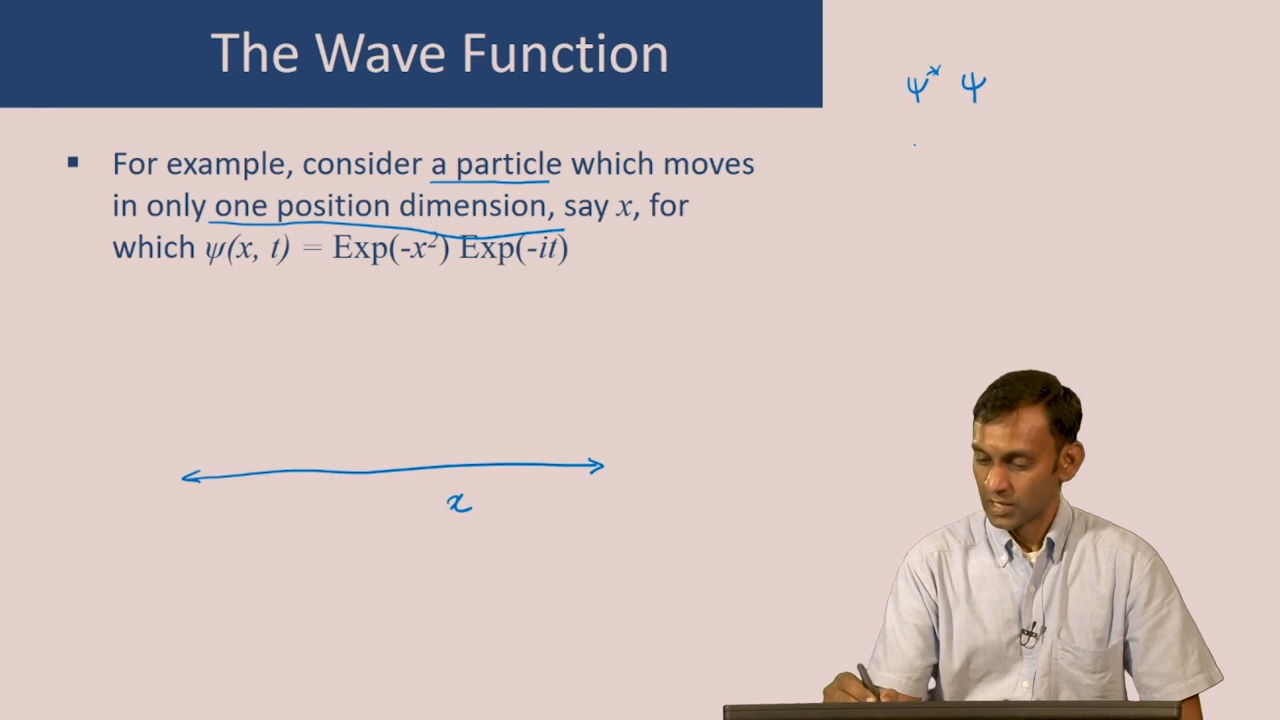 The Wave Function
ψ* ψ
▪ For example, consider a particle which moves
in only one position dimension, say x, for
which ψ(x, t) = Exp(-x²) Exp(-it)
x